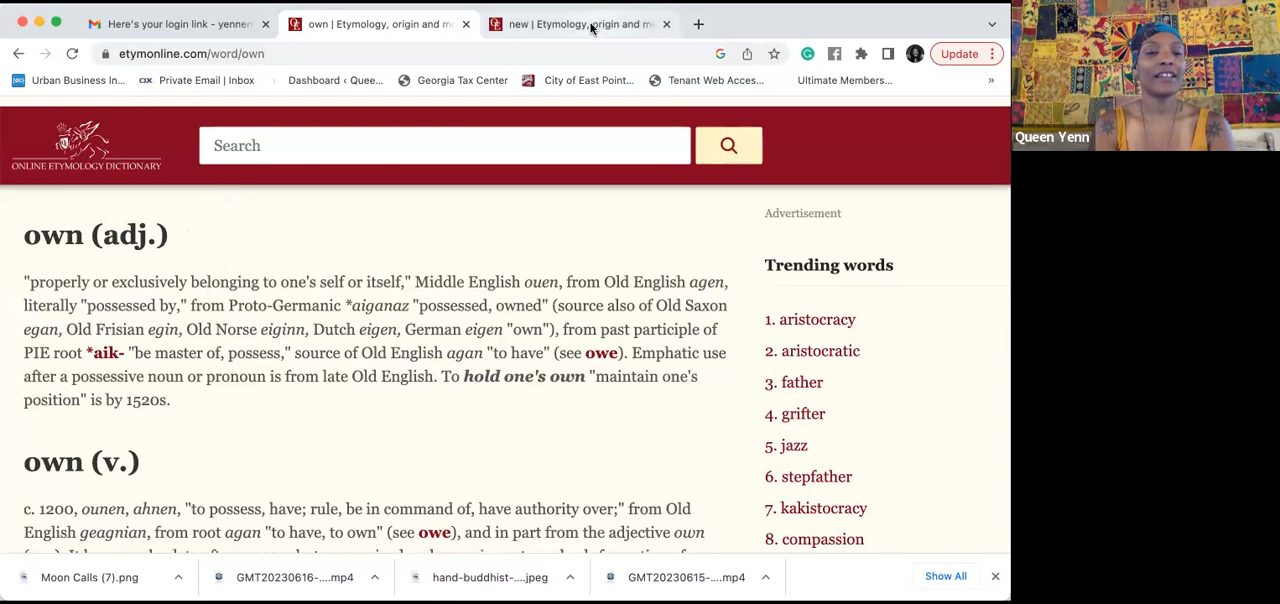 Here's your login link - yennen
own | Etymology, origin and me
new | Etymology, origin and me
etymonline.com/word/own
Update
Urban Business In...
Private Email | Inbox
Dashboard ‹ Quee...
Georgia Tax Center
City of East Point...
Tenant Web Acces...
Ultimate Members...
»
Queen Yenn
ONLINE ETYMOLOGY DICTIONARY
Search
own (adj.)
"properly or exclusively belonging to one's self or itself," Middle English ouen, from Old English agen,
literally "possessed by," from Proto-Germanic *aiganaz "possessed, owned" (source also of Old Saxon
egan, Old Frisian egin, Old Norse eiginn, Dutch eigen, German eigen "own"), from past participle of
PIE root *aik- "be master of, possess," source of Old English agan "to have" (see owe). Emphatic use
after a possessive noun or pronoun is from late Old English. To hold one's own "maintain one's
position" is by 1520s.
own (v.)
c. 1200, ounen, ahnen, "to possess, have; rule, be in command of, have authority over;" from Old
English geagnian, from root agan "to have, to own" (see owe), and in part from the adjective own
Advertisement
Trending words
1. aristocracy
2. aristocratic
3. father
4. grifter
5. jazz
6. stepfather
7. kakistocracy
8. compassion
Moon Calls (7).png
GMT20230616-....mp4
hand-buddhist-....jpeg
GMT20230615-....mp4
Show All